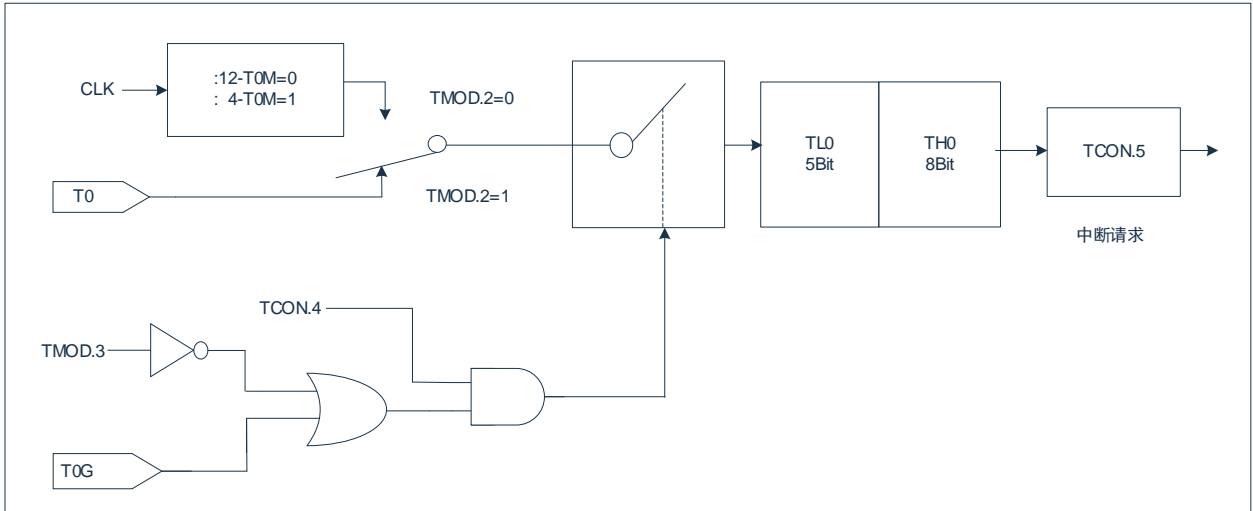 CLK
:12-T0M=0
: 4-T0M=1
TMOD.2=0
T0
TMOD.2=1
TL0
5Bit
TH0
8Bit
TCON.5
中断请求
TCON.4
TMOD.3
T0G